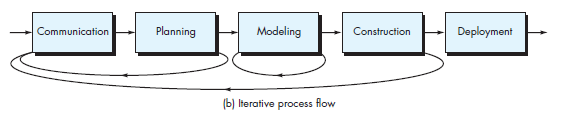 Communication Planning Modeling Construction Deployment
(b) Iterative process flow